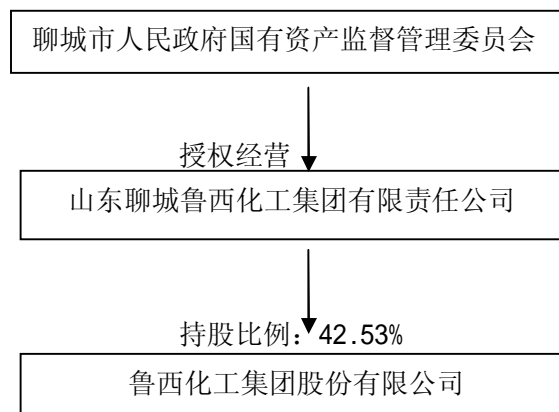 聊城市人民政府国有资产监督管理委员会
授权经营
山东聊城鲁西化工集团有限责任公司
持股比例：42.53%
鲁西化工集团股份有限公司